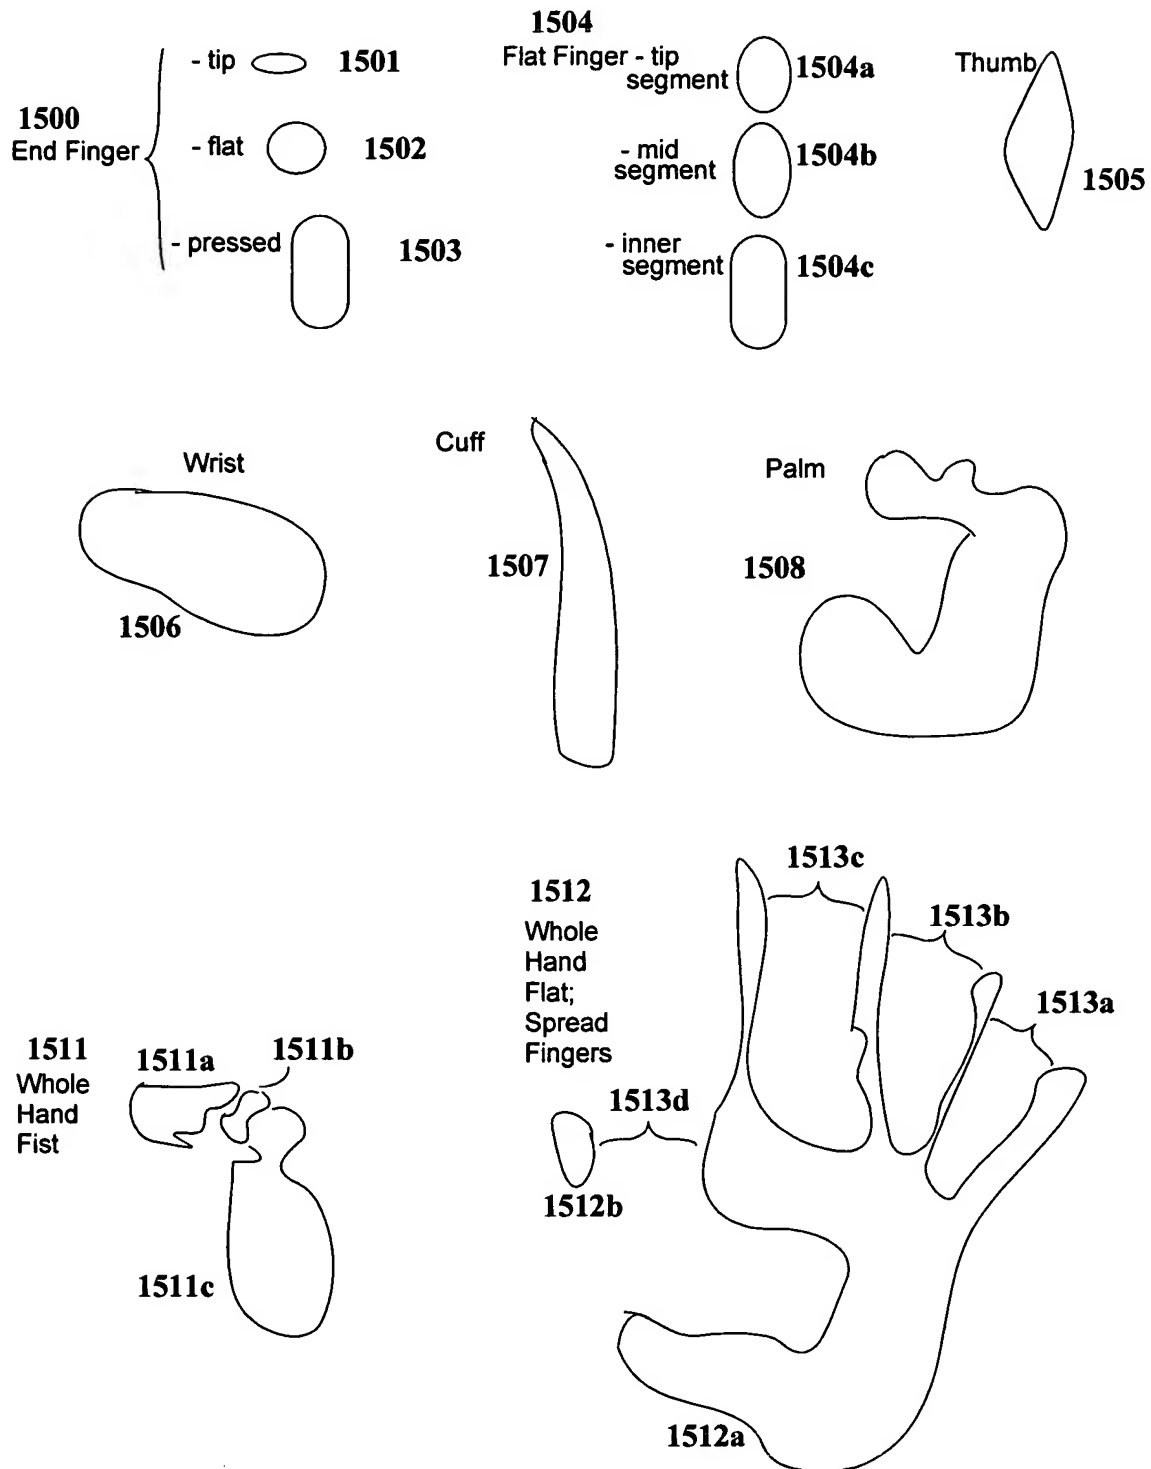 1500
End Finger
- tip
1501
- flat
1502
- pressed
1503
1504
Flat Finger - tip
segment
1504a
- mid
segment
1504b
- inner
segment
1504c
Thumb
1505
Wrist
1506
Cuff
1507
Palm
1508
1511
Whole
Hand
Fist
1511a
1511b
1511c
1512
Whole
Hand
Flat;
Spread
Fingers
1513c
1513b
1513a
1513d
1512b
1512a